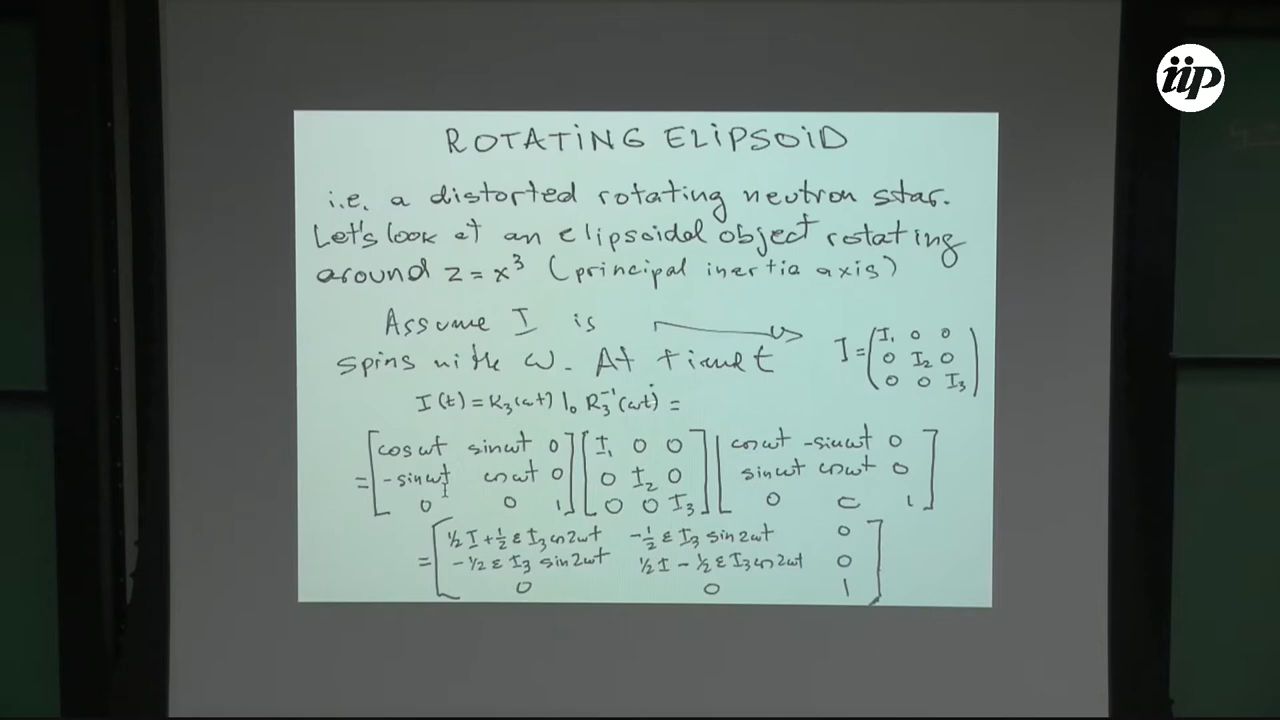 iip
ROTATING ELIPSOID
i.e. a distorted rotating neutron star.
Let's look at an elipsoidal object rotating
around z = x³ (principal inertia axis)
Assume I is ⟶ I = (I₁ 0 0; 0 I₂ 0; 0 0 I₃)
spins with ω. At time t
I(t) = R₃(ωt) I₀ R₃⁻¹(ωt) =
= [cos ωt sin ωt 0; -sin ωt cos ωt 0; 0 0 1] [I₁ 0 0; 0 I₂ 0; 0 0 I₃] [cos ωt -sin ωt 0; sin ωt cos ωt 0; 0 0 1]
= [½ I + ½ ε I₃ cos 2ωt -½ ε I₃ sin 2ωt 0; -½ ε I₃ sin 2ωt ½ I - ½ ε I₃ cos 2ωt 0; 0 0 1]